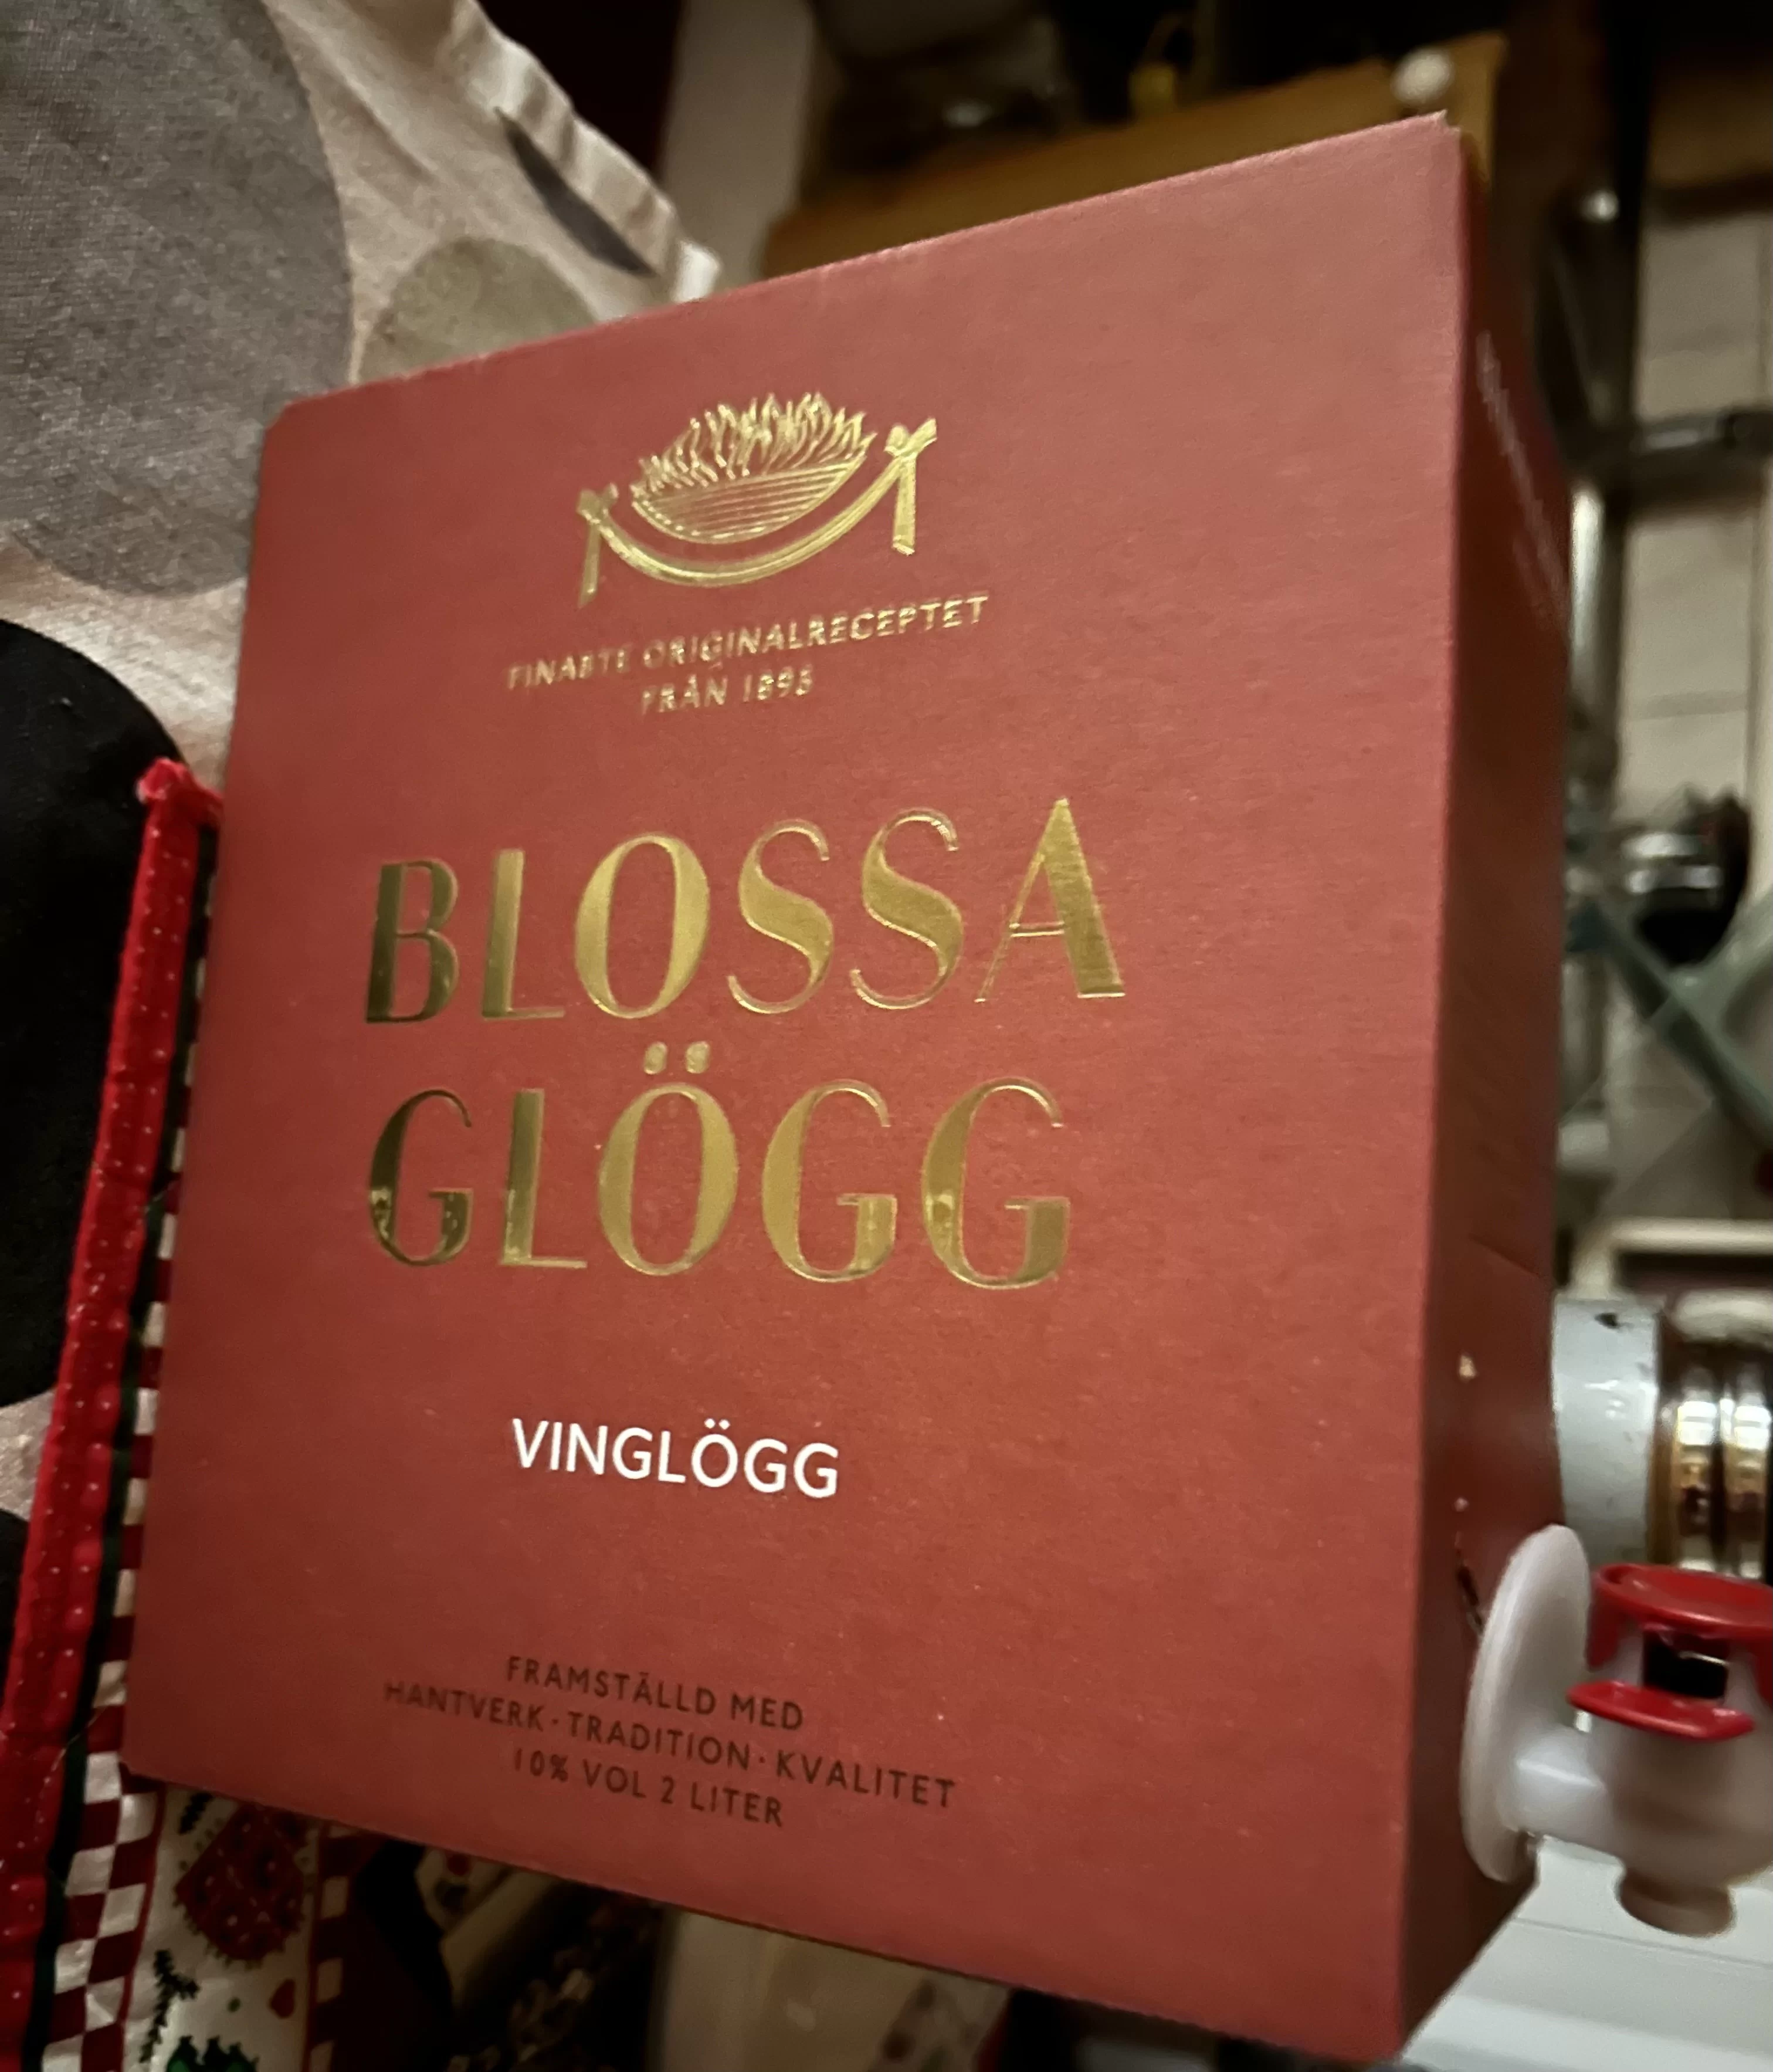 FINASTE ORIGINALRECEPTET
FRÅN 1895
BLOSSA
GLÖGG
VINGLÖGG
FRAMSTÄLLD MED
HANTVERK · TRADITION · KVALITET
10% VOL 2 LITER